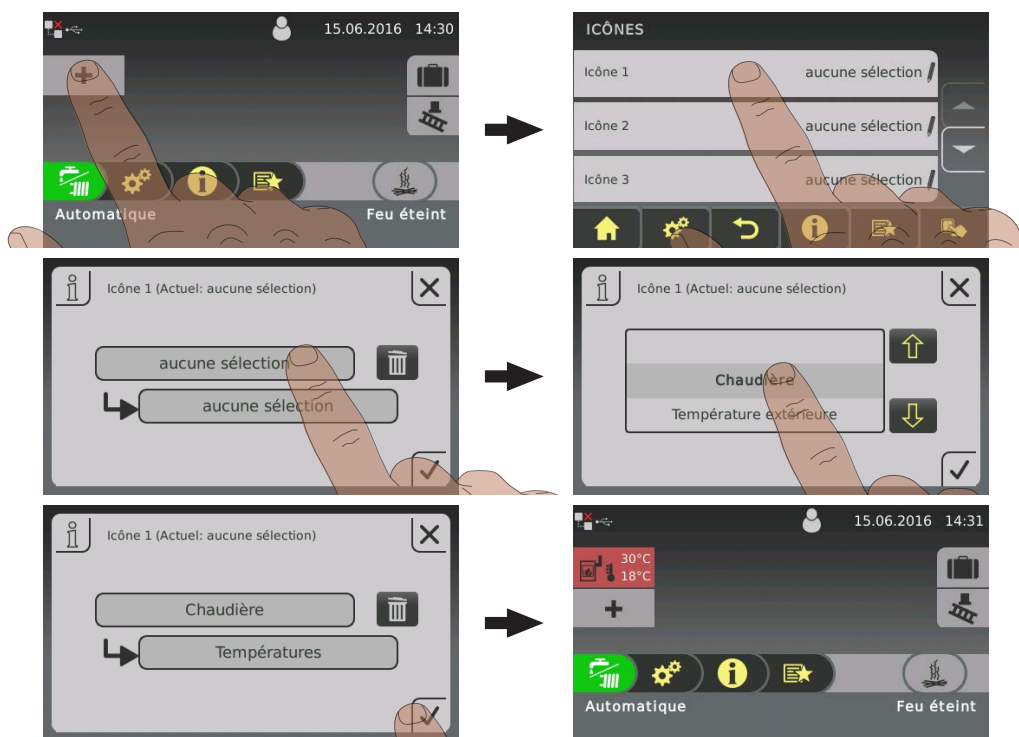 15.06.2016 14:30
Automatique
Feu éteint
ICÔNES
Icône 1 aucune sélection
Icône 2 aucune sélection
Icône 3 aucune sélection
Icône 1 (Actuel: aucune sélection)
aucune sélection
aucune sélection
Icône 1 (Actuel: aucune sélection)
Chaudière
Température extérieure
Icône 1 (Actuel: aucune sélection)
Chaudière
Températures
15.06.2016 14:31
30°C
18°C
Automatique
Feu éteint